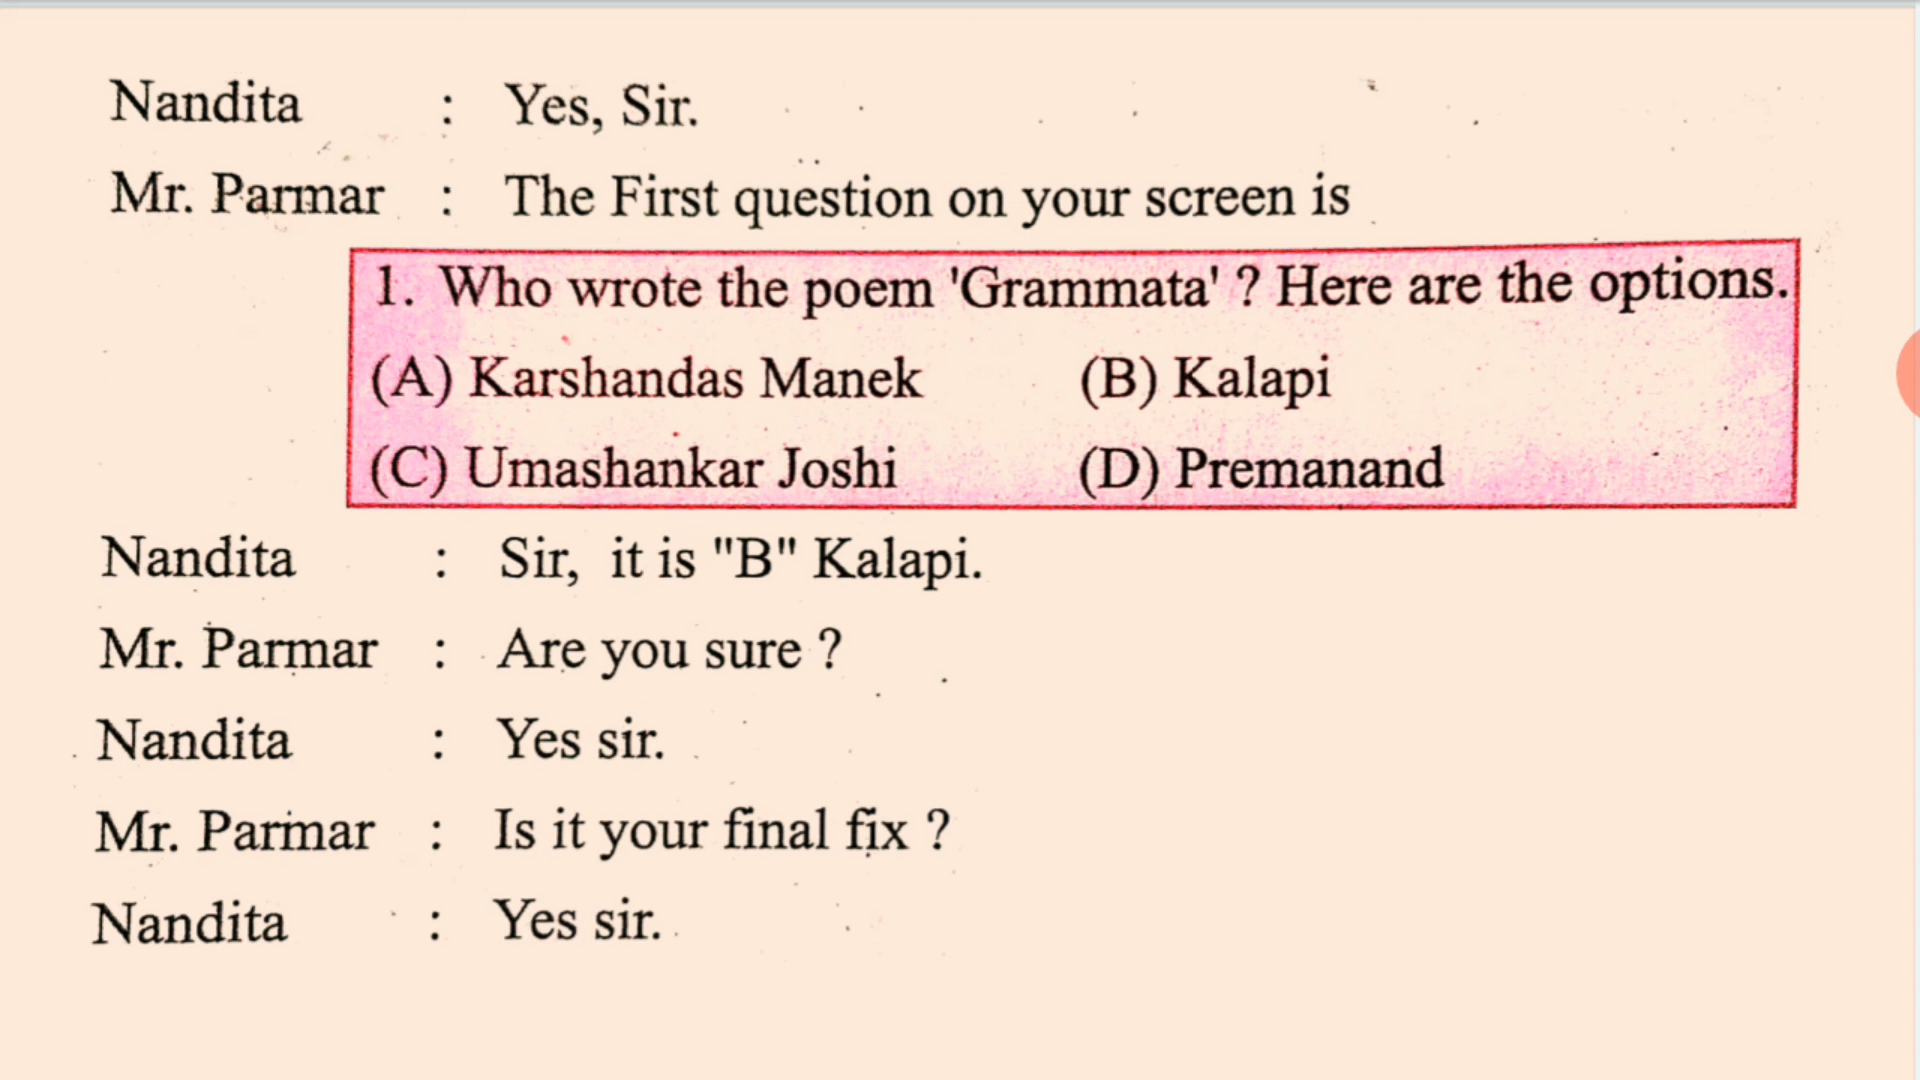 Nandita : Yes, Sir.
Mr. Parmar : The First question on your screen is
1. Who wrote the poem 'Grammata' ? Here are the options.
(A) Karshandas Manek (B) Kalapi
(C) Umashankar Joshi (D) Premanand
Nandita : Sir, it is "B" Kalapi.
Mr. Parmar : Are you sure ?
Nandita : Yes sir.
Mr. Parmar : Is it your final fix ?
Nandita : Yes sir.